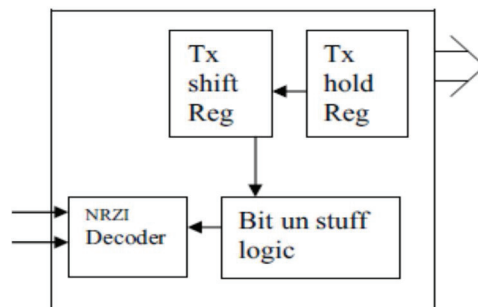 Tx
shift
Reg
Tx
hold
Reg
NRZI
Decoder
Bit un stuff
logic